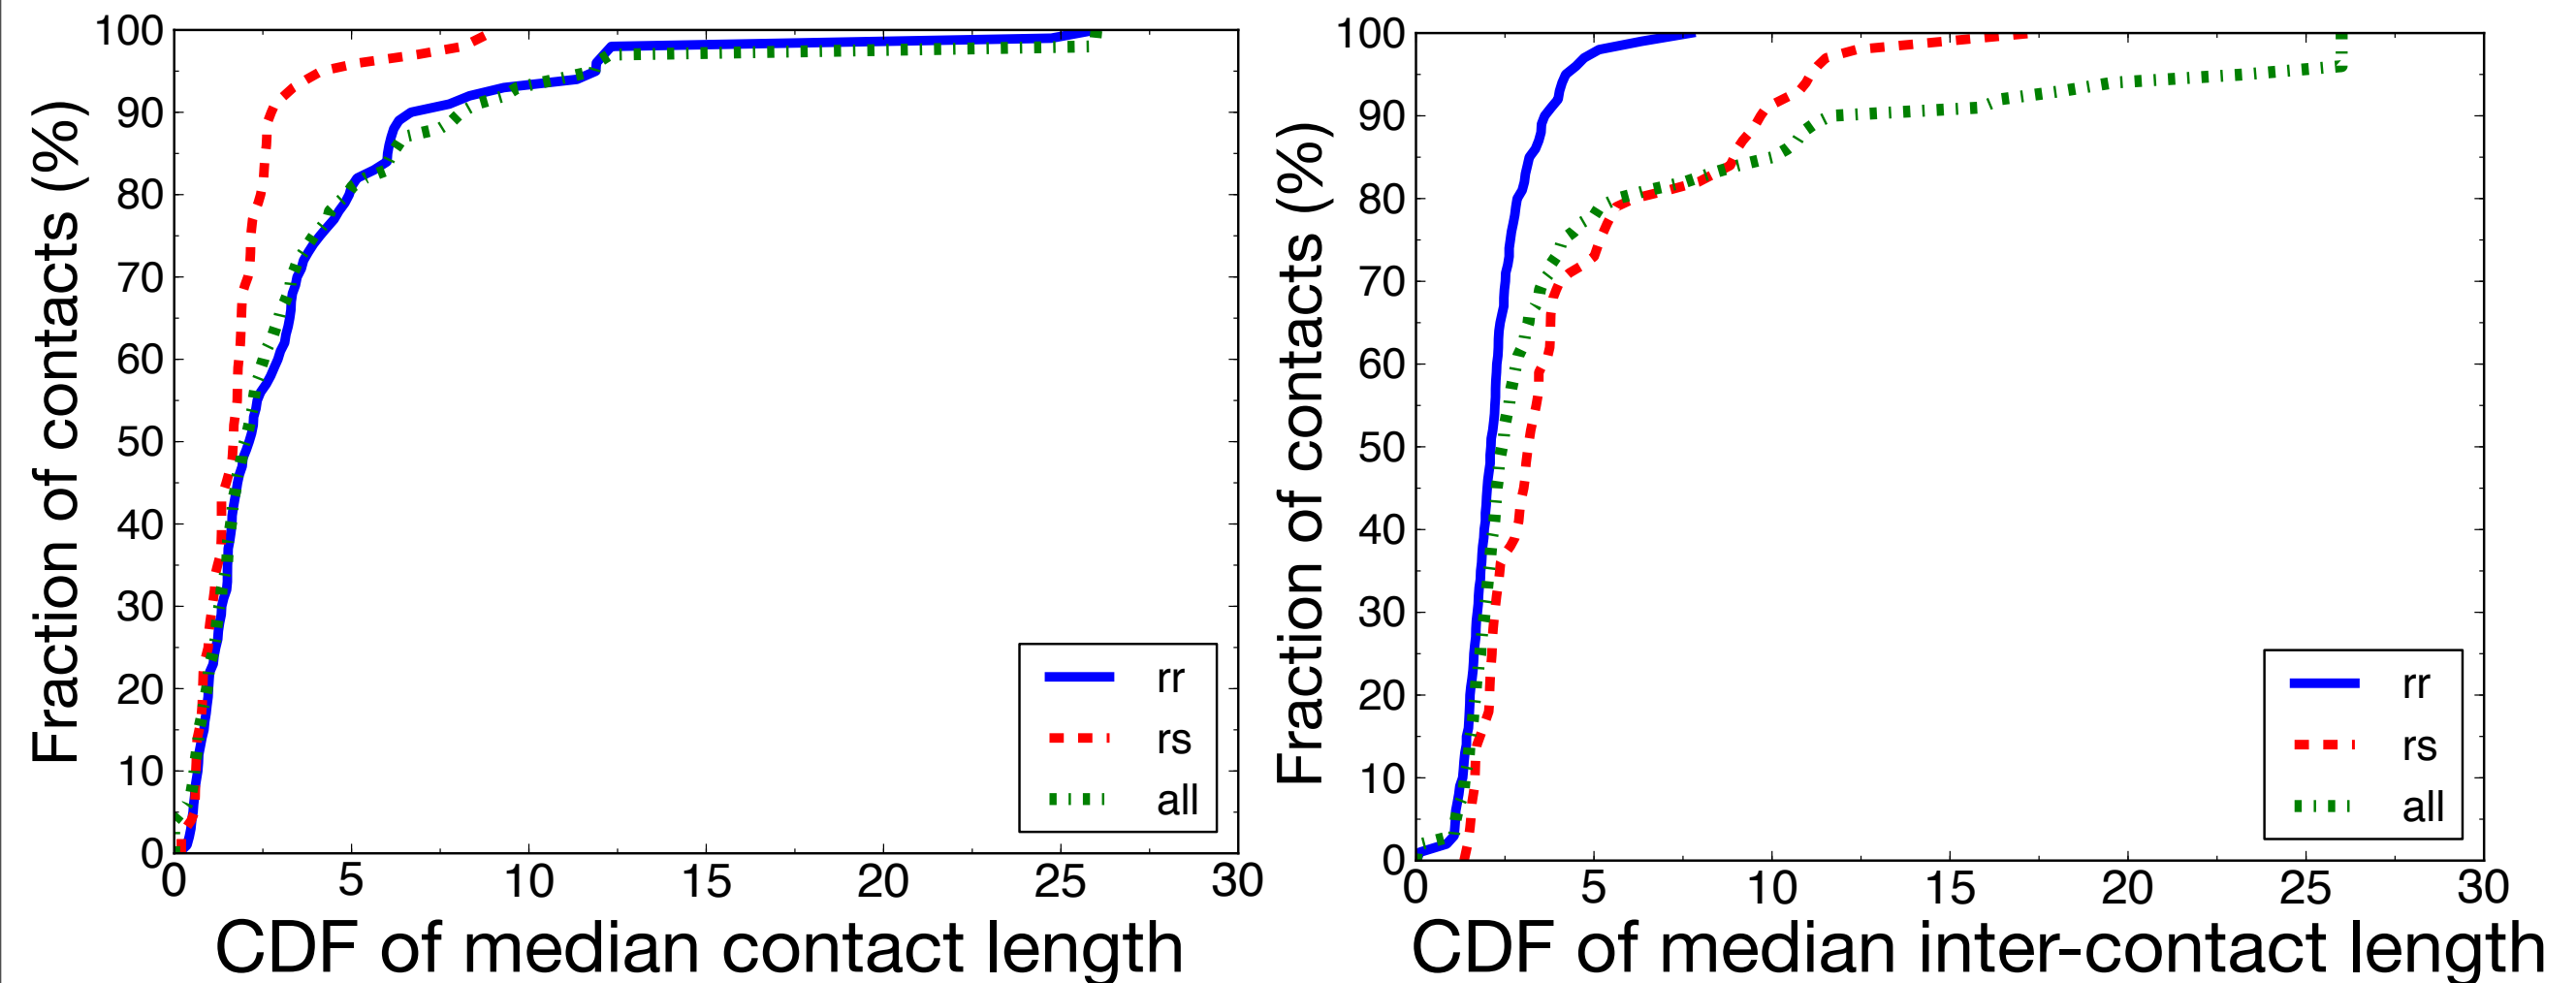 Fraction of contacts (%)
100
90
80
70
60
50
40
30
20
10
0
0 5 10 15 20 25 30
CDF of median contact length
rr
rs
all
Fraction of contacts (%)
100
90
80
70
60
50
40
30
20
10
0
0 5 10 15 20 25 30
CDF of median inter-contact length
rr
rs
all